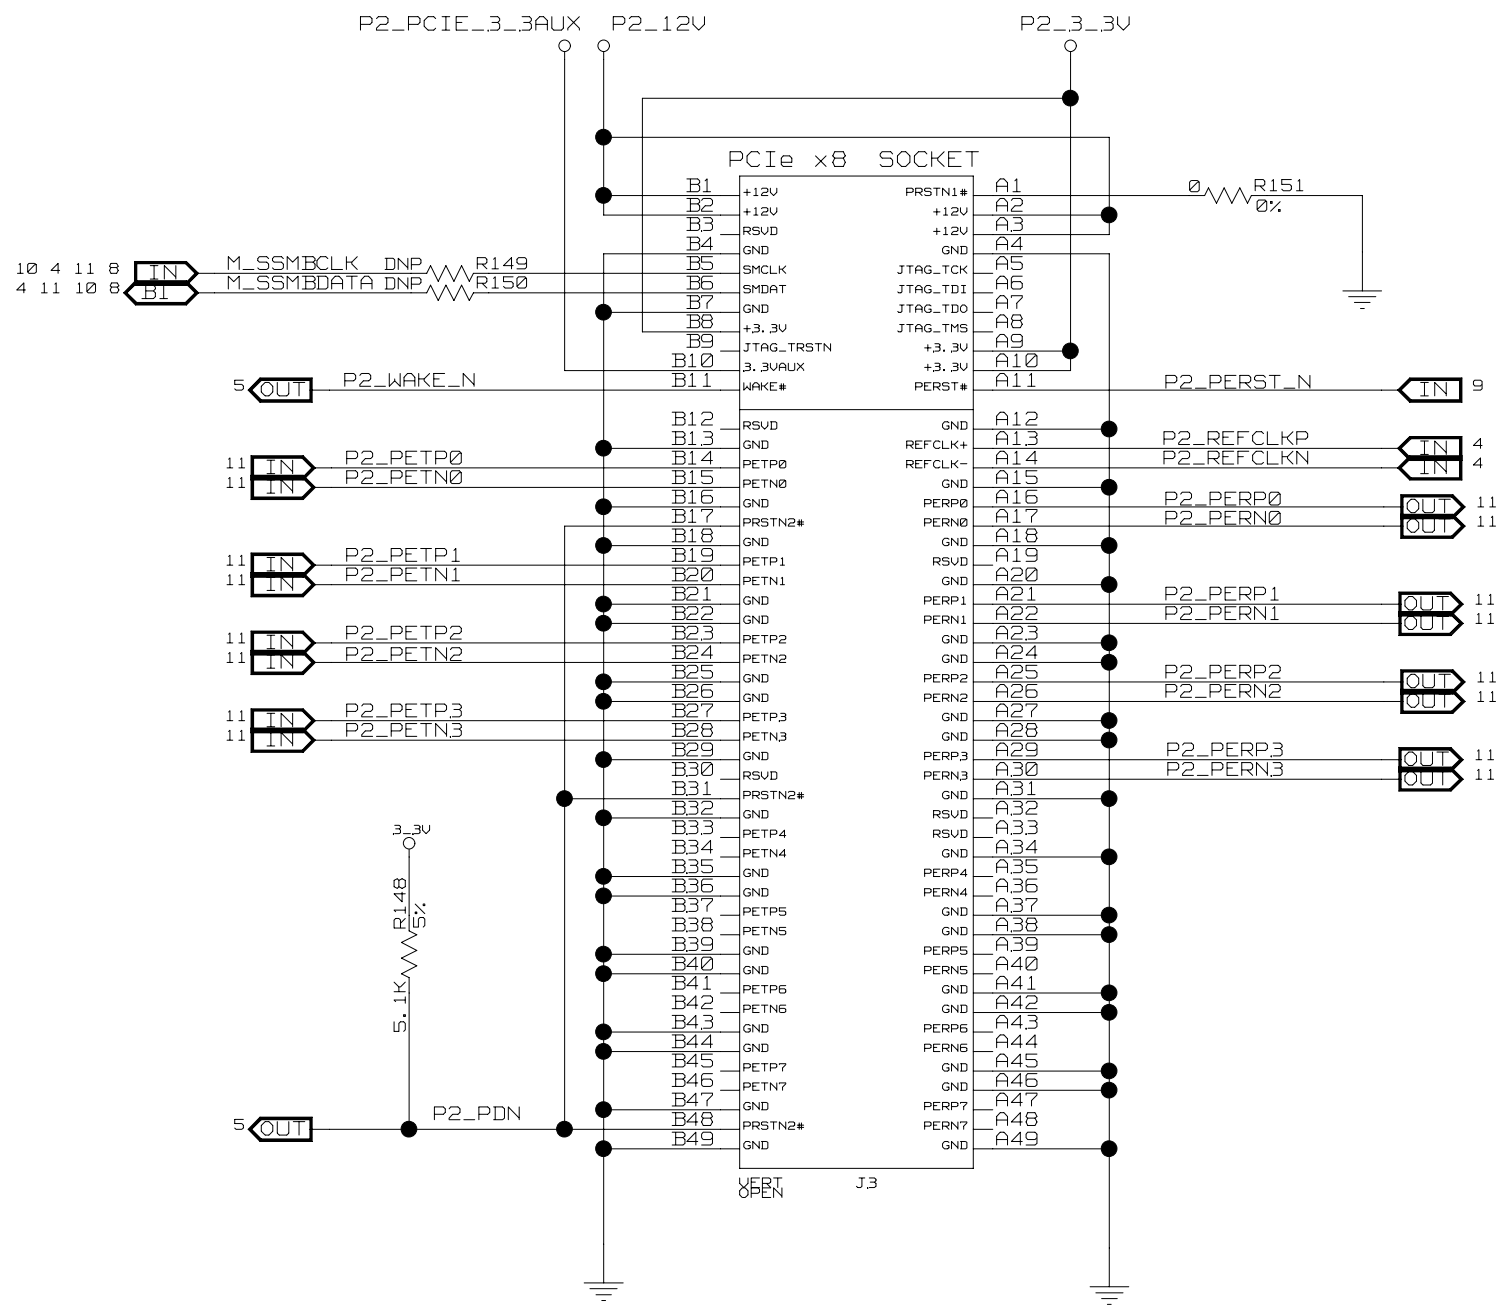 P2_PCIE_3_3AUX P2_12V P2_3_3V
PCIe x8 SOCKET
B1 +12V PRSTN1# A1 0 R151
0%
B2 +12V +12V A2
B3 RSVD +12V A3
B4 GND GND A4
10 4 11 8 IN M_SSMBCLK DNP R149 B5 SMCLK JTAG_TCK A5
4 11 10 8 BI M_SSMBDATA DNP R150 B6 SMDAT JTAG_TDI A6
B7 GND JTAG_TDO A7
B8 +3.3V JTAG_TMS A8
B9 JTAG_TRSTN +3.3V A9
B10 3.3VAUX +3.3V A10
5 OUT P2_WAKE_N B11 WAKE# PERST# A11 P2_PERST_N IN 9
B12 RSVD GND A12
B13 GND REFCLK+ A13 P2_REFCLKP IN 4
11 IN P2_PETP0 B14 PETP0 REFCLK- A14 P2_REFCLKN IN 4
11 IN P2_PETN0 B15 PETN0 GND A15
B16 GND PERP0 A16 P2_PERP0 OUT 11
B17 PRSTN2# PERN0 A17 P2_PERN0 OUT 11
B18 GND GND A18
11 IN P2_PETP1 B19 PETP1 RSVD A19
11 IN P2_PETN1 B20 PETN1 GND A20
B21 GND PERP1 A21 P2_PERP1 OUT 11
B22 GND PERN1 A22 P2_PERN1 OUT 11
11 IN P2_PETP2 B23 PETP2 GND A23
11 IN P2_PETN2 B24 PETN2 GND A24
B25 GND PERP2 A25 P2_PERP2 OUT 11
B26 GND PERN2 A26 P2_PERN2 OUT 11
11 IN P2_PETP3 B27 PETP3 GND A27
11 IN P2_PETN3 B28 PETN3 GND A28
B29 GND PERP3 A29 P2_PERP3 OUT 11
B30 RSVD PERN3 A30 P2_PERN3 OUT 11
B31 PRSTN2# GND A31
B32 GND RSVD A32
3_3V B33 PETP4 RSVD A33
B34 PETN4 GND A34
B35 GND PERP4 A35
B36 GND PERN4 A36
R148
5%
B37 PETP5 GND A37
B38 PETN5 GND A38
B39 GND PERP5 A39
B40 GND PERN5 A40
B41 PETP6 GND A41
5.1K
B42 PETN6 GND A42
B43 GND PERP6 A43
B44 GND PERN6 A44
B45 PETP7 GND A45
B46 PETN7 GND A46
B47 GND PERP7 A47
5 OUT P2_PDN B48 PRSTN2# PERN7 A48
B49 GND GND A49
VERT J3
OPEN